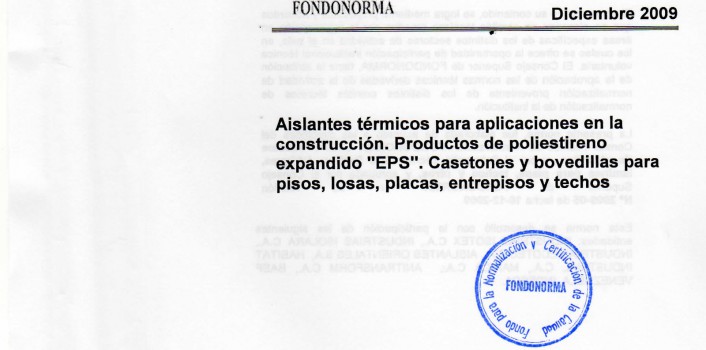 FONDONORMA
Diciembre 2009
Aislantes térmicos para aplicaciones en la
construcción. Productos de poliestireno
expandido "EPS". Casetones y bovedillas para
pisos, losas, placas, entrepisos y techos
Fondo para la Normalización y Certificación de la Calidad
FONDONORMA